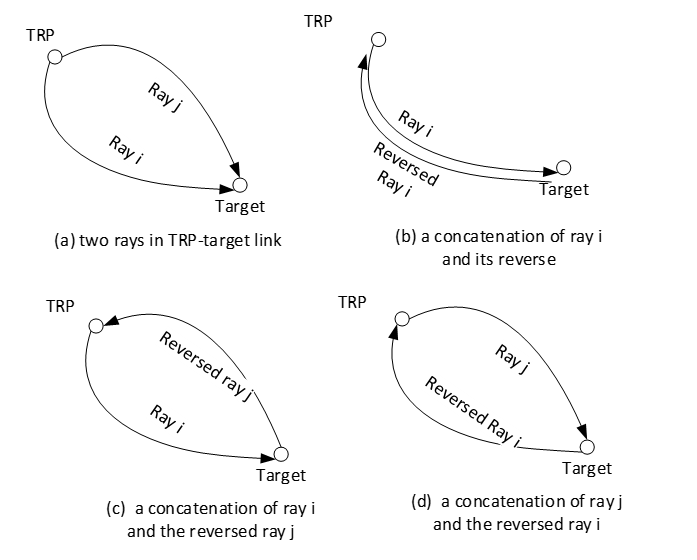 TRP
Ray j
Ray i
Target
(a) two rays in TRP-target link
TRP
Ray i
Reversed
Ray i
Target
(b) a concatenation of ray i
and its reverse
TRP
Reversed ray j
Ray i
Target
(c) a concatenation of ray i
and the reversed ray j
TRP
Ray j
Reversed Ray i
Target
(d) a concatenation of ray j
and the reversed ray i